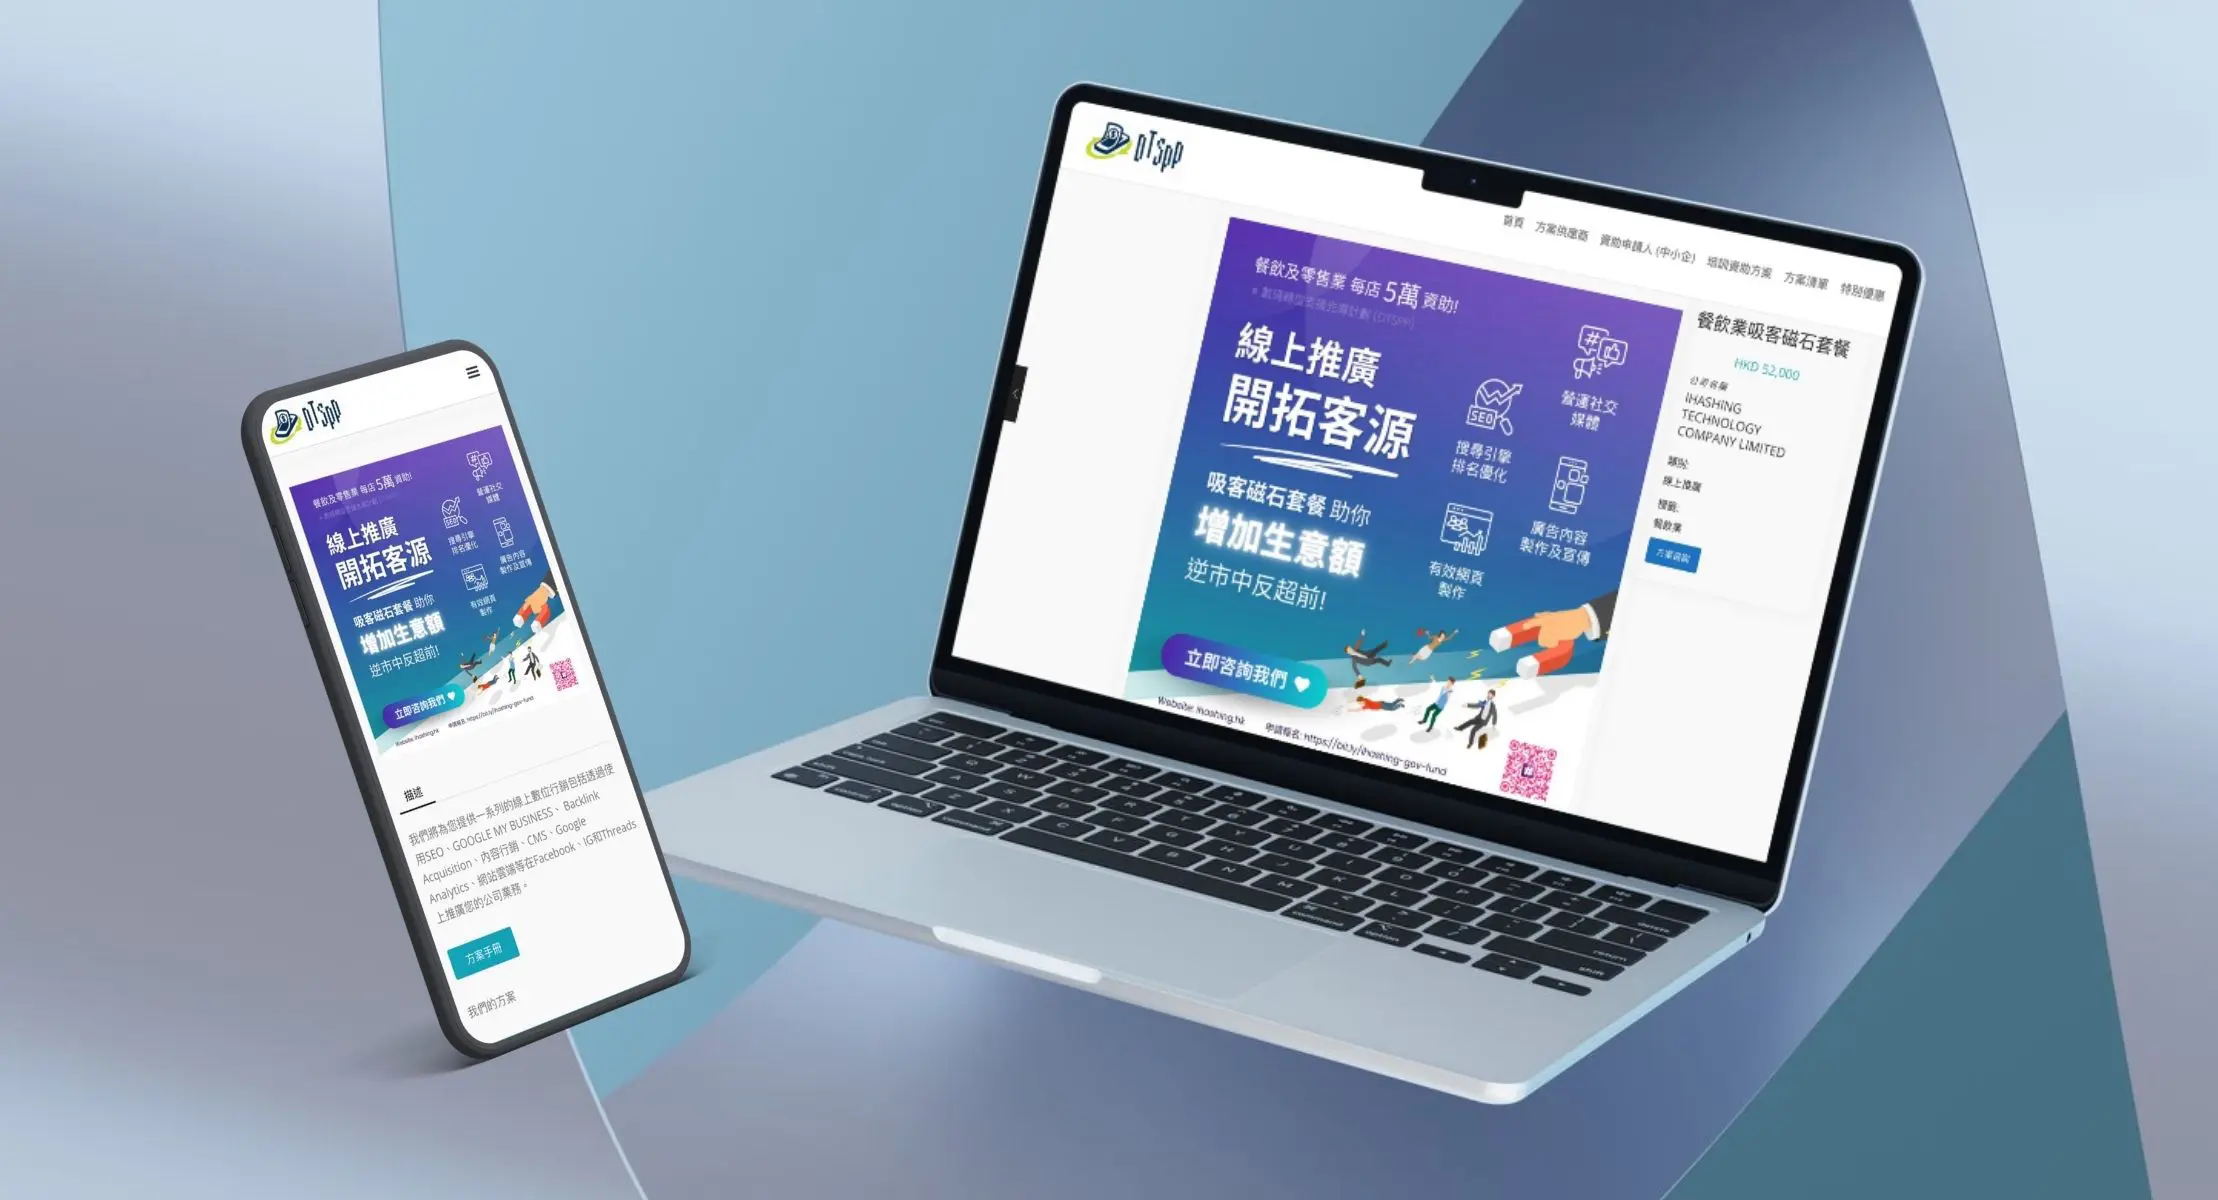 DTSPP
餐飲及零售業 每店 5萬 資助!
線上推廣
開拓客源
吸客磁石套餐 助你
增加生意額
逆市中反超前!
SEO
搜尋引擎
排名優化
營運社交
媒體
有效網頁
製作
廣告內容
製作及宣傳
立即咨詢我們
Website: ihashing.hk
申請報名: https://bit.ly/ihashing-gov-fund
描述
我們將為您提供一系列的線上數位行銷包括透過使
用SEO、GOOGLE MY BUSINESS、 Backlink
Acquisition、內容行銷、CMS、Google
Analytics、網站雲端等在Facebook、IG和Threads
上推廣您的公司業務。
方案手冊
我們的方案
DTSPP
首頁 方案供應商 資助申請人 (中小企) 培訓資助方案 方案清單 特別優惠
餐飲及零售業 每店 5萬 資助!
• 數碼轉型支援先導計劃 (DTSPP)
線上推廣
開拓客源
吸客磁石套餐 助你
增加生意額
逆市中反超前!
SEO
搜尋引擎
排名優化
營運社交
媒體
有效網頁
製作
廣告內容
製作及宣傳
立即咨詢我們
Website: ihashing.hk
申請報名: https://bit.ly/ihashing-gov-fund
餐飲業吸客磁石套餐
HKD 52,000
公司名稱
IHASHING
TECHNOLOGY
COMPANY LIMITED
類別:
線上推廣
標籤:
餐飲業
方案查詢